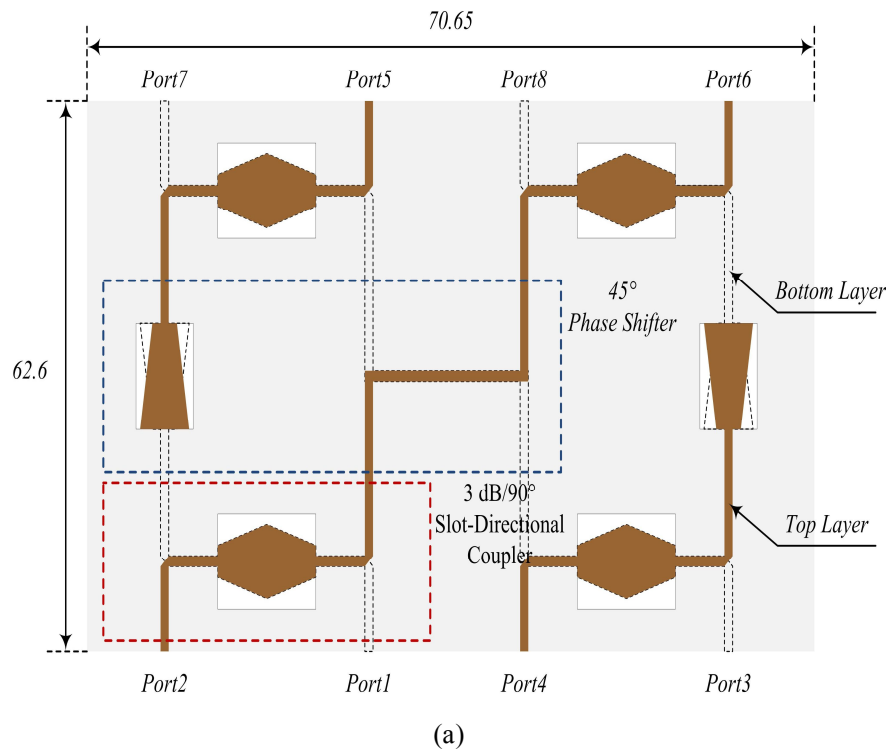 70.65
Port7 Port5 Port8 Port6
45°
Phase Shifter
Bottom Layer
62.6
3 dB/90°
Slot-Directional
Coupler
Top Layer
Port2 Port1 Port4 Port3
(a)